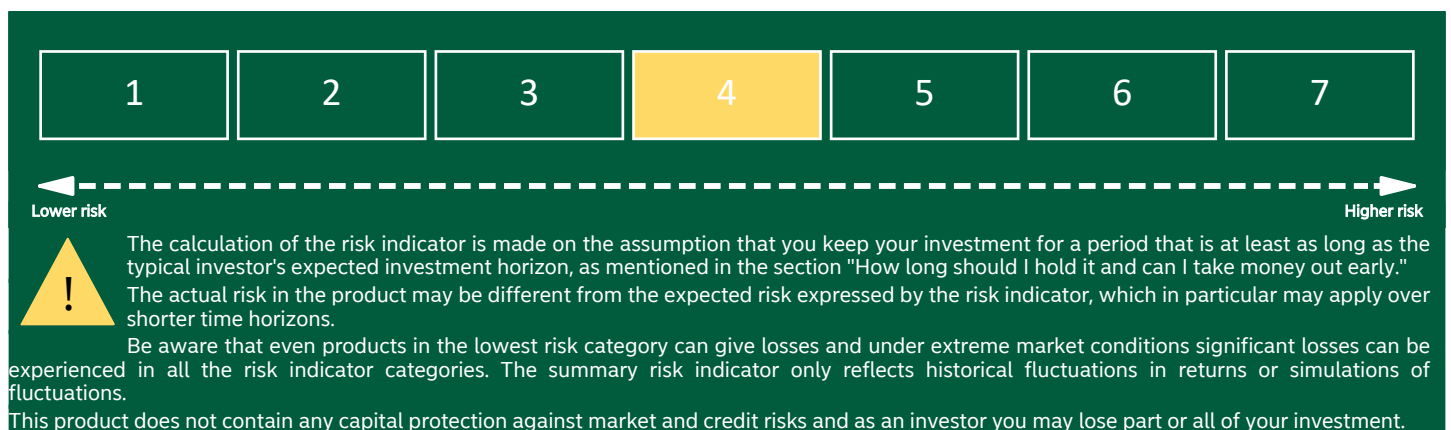 1 2 3 4 5 6 7
Lower risk Higher risk
The calculation of the risk indicator is made on the assumption that you keep your investment for a period that is at least as long as the
typical investor's expected investment horizon, as mentioned in the section "How long should I hold it and can I take money out early."
The actual risk in the product may be different from the expected risk expressed by the risk indicator, which in particular may apply over
shorter time horizons.
!
Be aware that even products in the lowest risk category can give losses and under extreme market conditions significant losses can be
experienced in all the risk indicator categories. The summary risk indicator only reflects historical fluctuations in returns or simulations of
fluctuations.
This product does not contain any capital protection against market and credit risks and as an investor you may lose part or all of your investment.